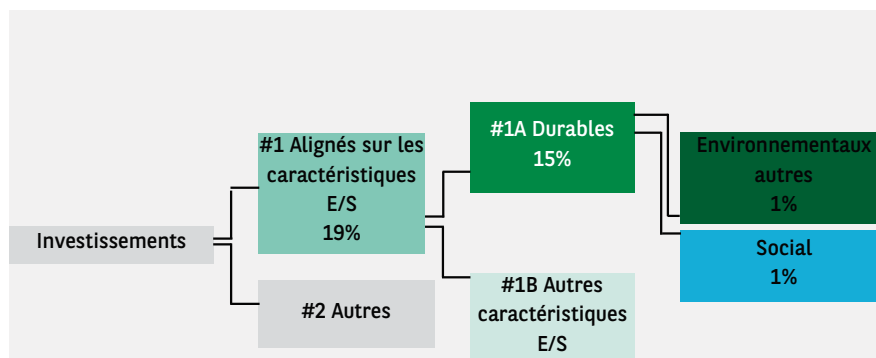 Investissements
#1 Alignés sur les
caractéristiques
E/S
19%
#2 Autres
#1A Durables
15%
#1B Autres
caractéristiques
E/S
Environnementaux
autres
1%
Social
1%